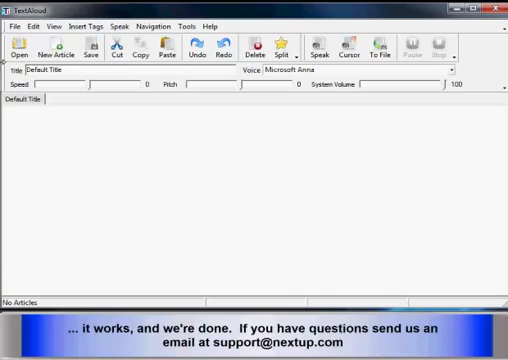 TextAloud
File Edit View Insert Tags Speak Navigation Tools Help
Open New Article Save Cut Copy Paste Undo Redo Delete Split Speak Cursor To File Pause Stop
Title Default Title Voice Microsoft Anna
Speed 0 Pitch 0 System Volume 100
Default Title
No Articles
... it works, and we're done. If you have questions send us an
email at support@nextup.com